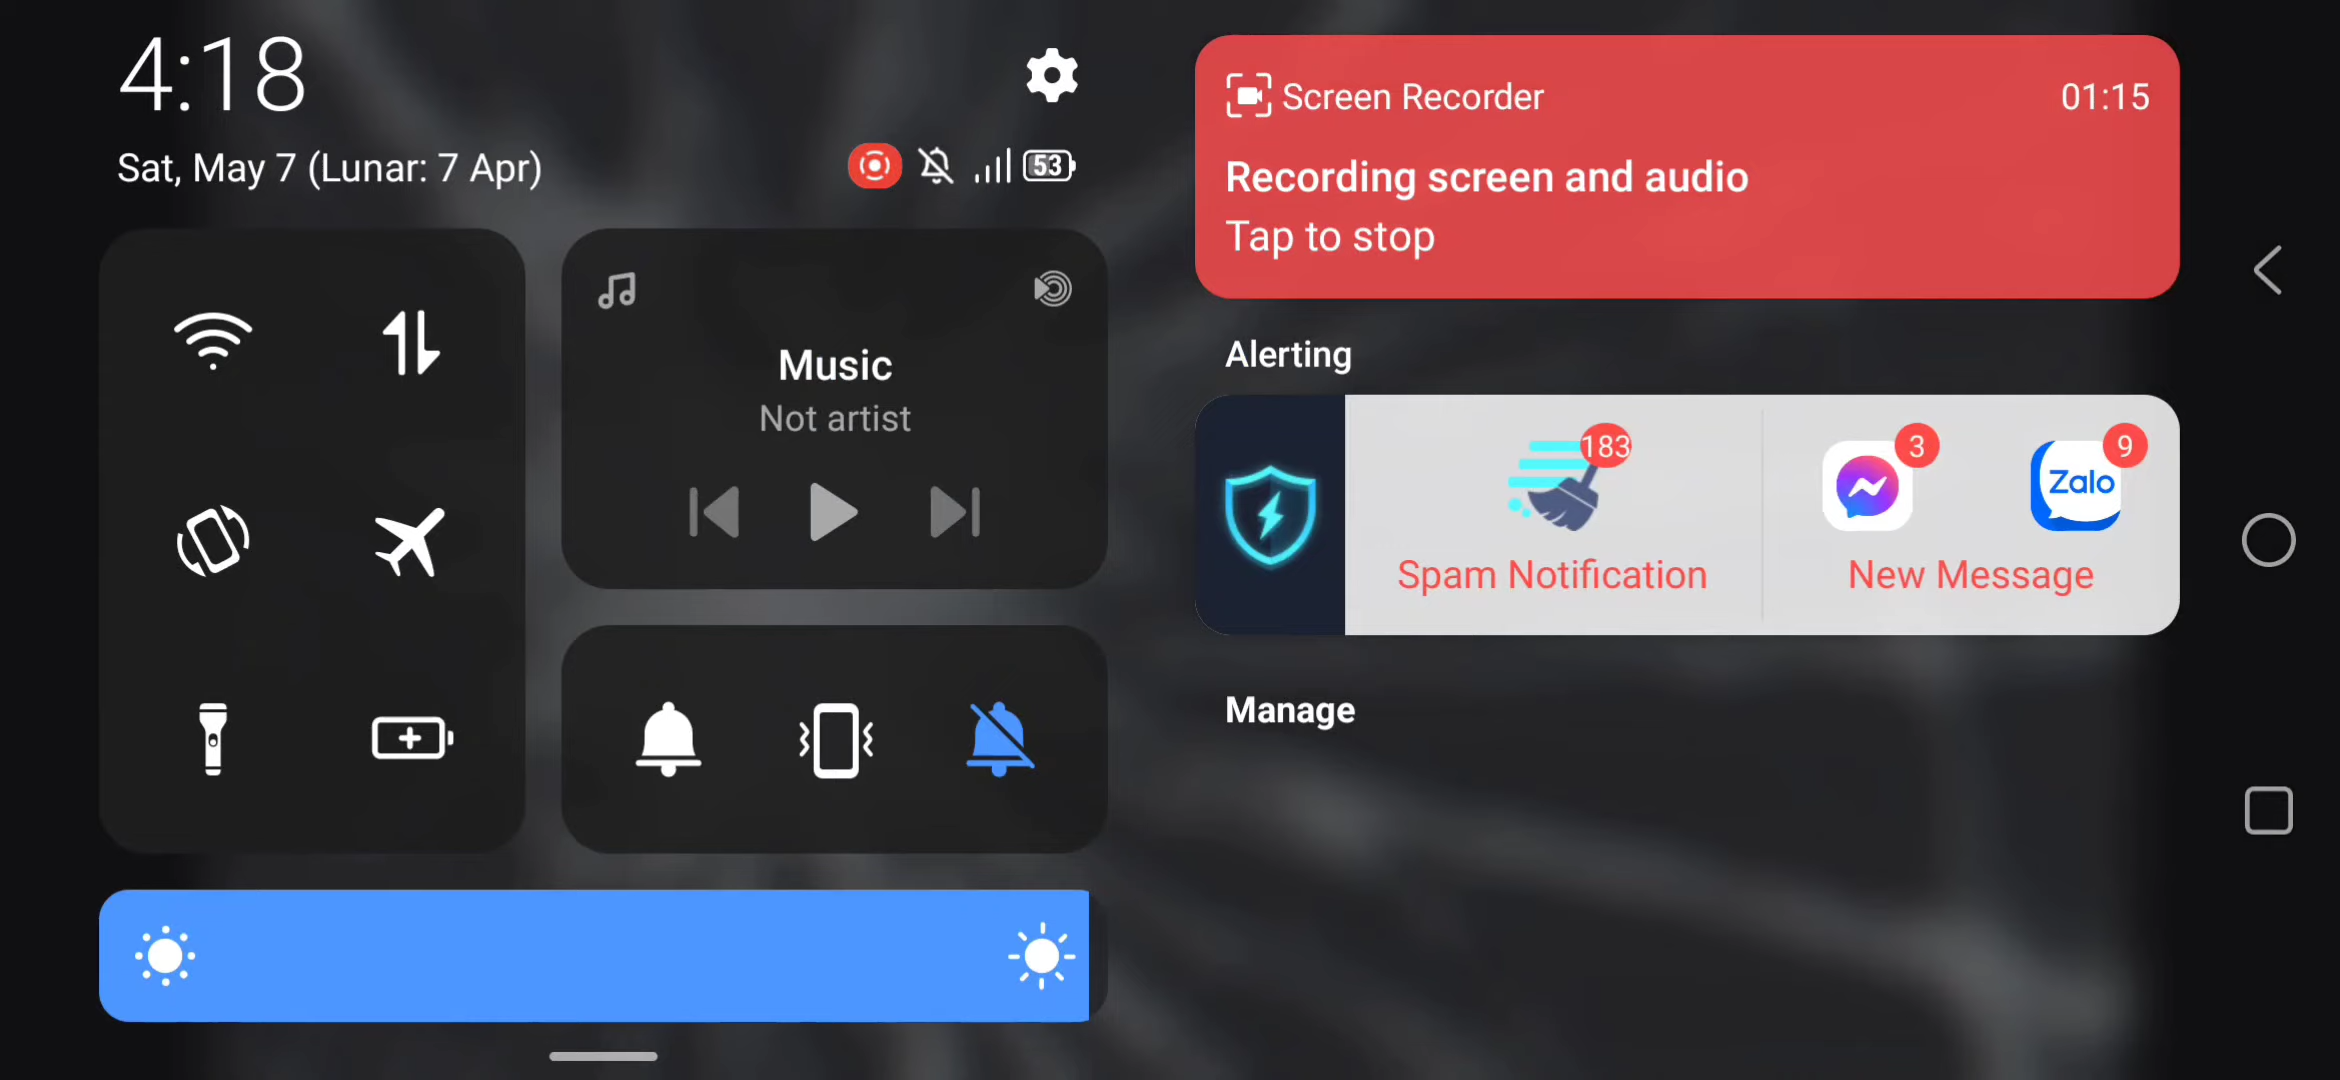 4:18
Sat, May 7 (Lunar: 7 Apr)
53
Music
Not artist
Screen Recorder
01:15
Recording screen and audio
Tap to stop
Alerting
183
Spam Notification
3
Zalo
9
New Message
Manage